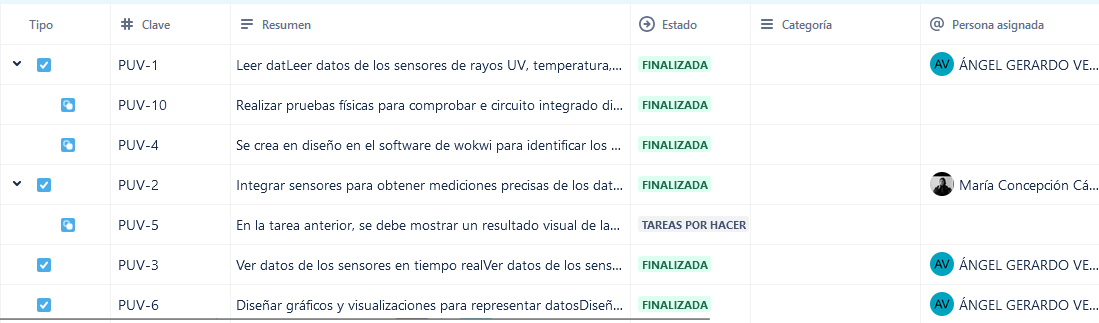 Tipo Clave Resumen Estado Categoría Persona asignada
PUV-1 Leer datLeer datos de los sensores de rayos UV, temperatura,... FINALIZADA AV ÁNGEL GERARDO VE...
PUV-10 Realizar pruebas físicas para comprobar e circuito integrado di... FINALIZADA
PUV-4 Se crea en diseño en el software de wokwi para identificar los ... FINALIZADA
PUV-2 Integrar sensores para obtener mediciones precisas de los dat... FINALIZADA María Concepción Cá...
PUV-5 En la tarea anterior, se debe mostrar un resultado visual de la... TAREAS POR HACER
PUV-3 Ver datos de los sensores en tiempo realVer datos de los sens... FINALIZADA AV ÁNGEL GERARDO VE...
PUV-6 Diseñar gráficos y visualizaciones para representar datosDiseñ... FINALIZADA AV ÁNGEL GERARDO VE...